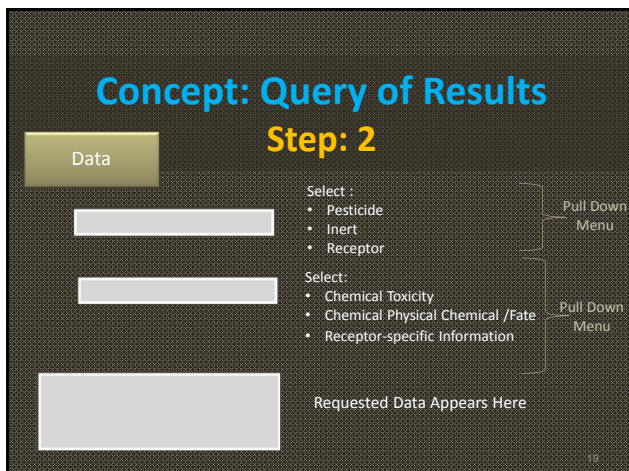 Concept: Query of Results
Step: 2
Data
Select :
• Pesticide
• Inert
• Receptor
Pull Down
Menu
Select:
• Chemical Toxicity
• Chemical Physical Chemical /Fate
• Receptor-specific Information
Pull Down
Menu
Requested Data Appears Here
19